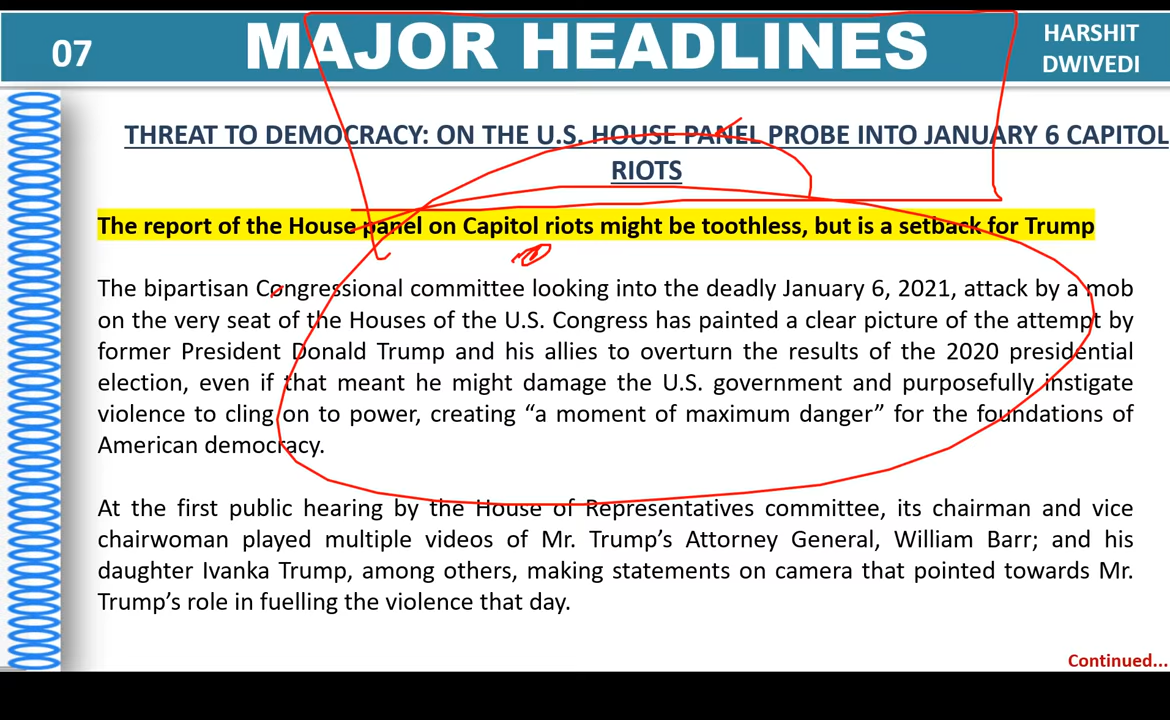 07
MAJOR HEADLINES
HARSHIT
DWIVEDI
THREAT TO DEMOCRACY: ON THE U.S. HOUSE PANEL PROBE INTO JANUARY 6 CAPITOL
RIOTS
The report of the House panel on Capitol riots might be toothless, but is a setback for Trump
The bipartisan Congressional committee looking into the deadly January 6, 2021, attack by a mob
on the very seat of the Houses of the U.S. Congress has painted a clear picture of the attempt by
former President Donald Trump and his allies to overturn the results of the 2020 presidential
election, even if that meant he might damage the U.S. government and purposefully instigate
violence to cling on to power, creating “a moment of maximum danger” for the foundations of
American democracy.
At the first public hearing by the House of Representatives committee, its chairman and vice
chairwoman played multiple videos of Mr. Trump’s Attorney General, William Barr; and his
daughter Ivanka Trump, among others, making statements on camera that pointed towards Mr.
Trump’s role in fuelling the violence that day.
Continued...